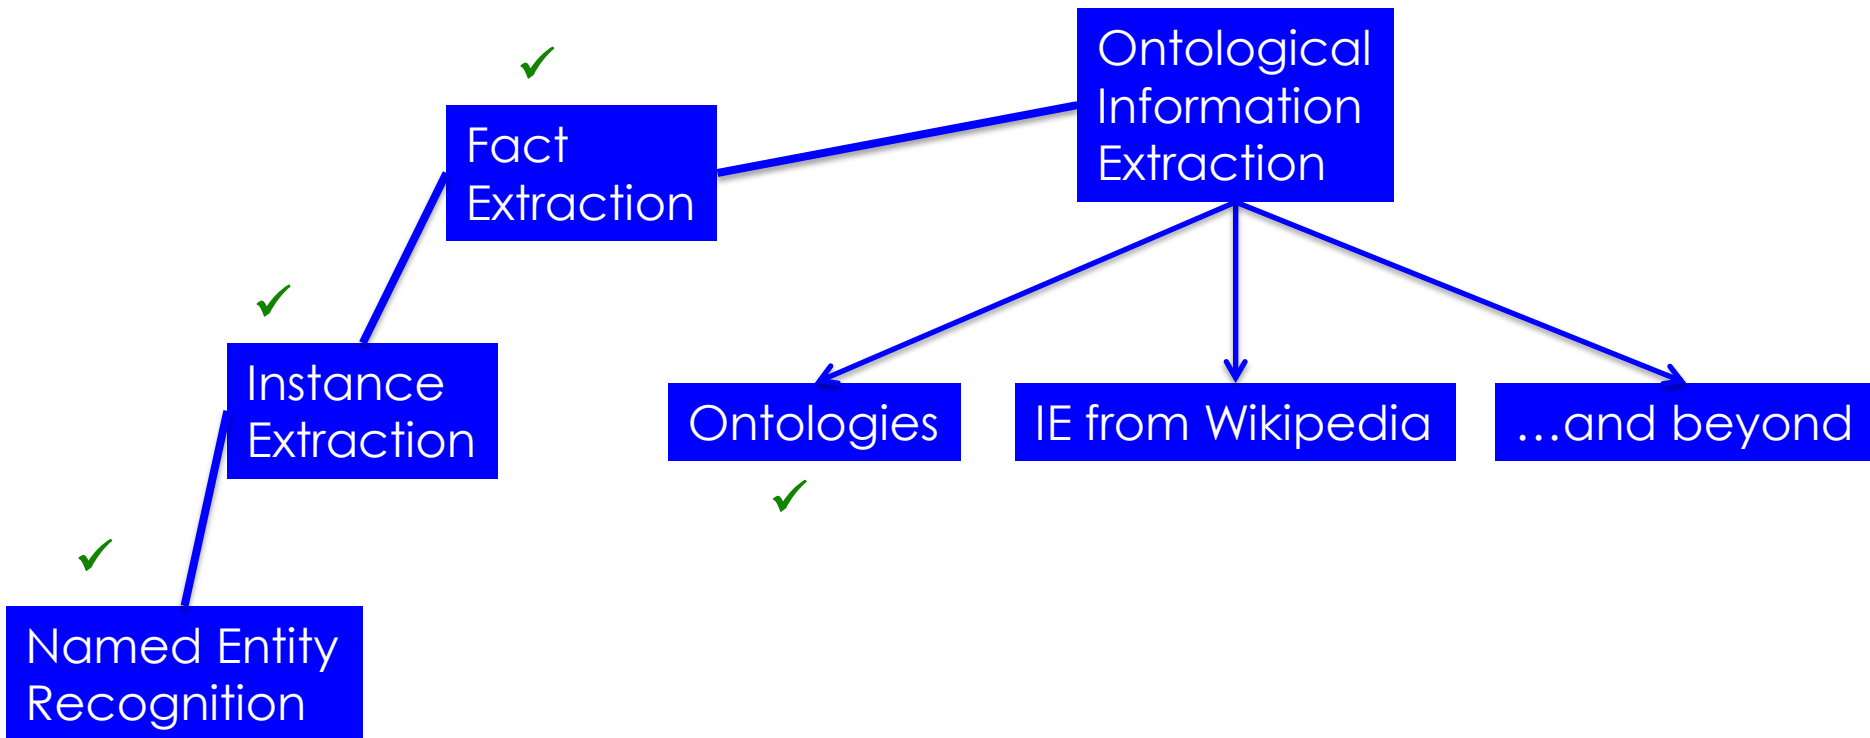 Ontological
Information
Extraction
Fact
Extraction
Instance
Extraction
Ontologies
IE from Wikipedia
…and beyond
Named Entity
Recognition